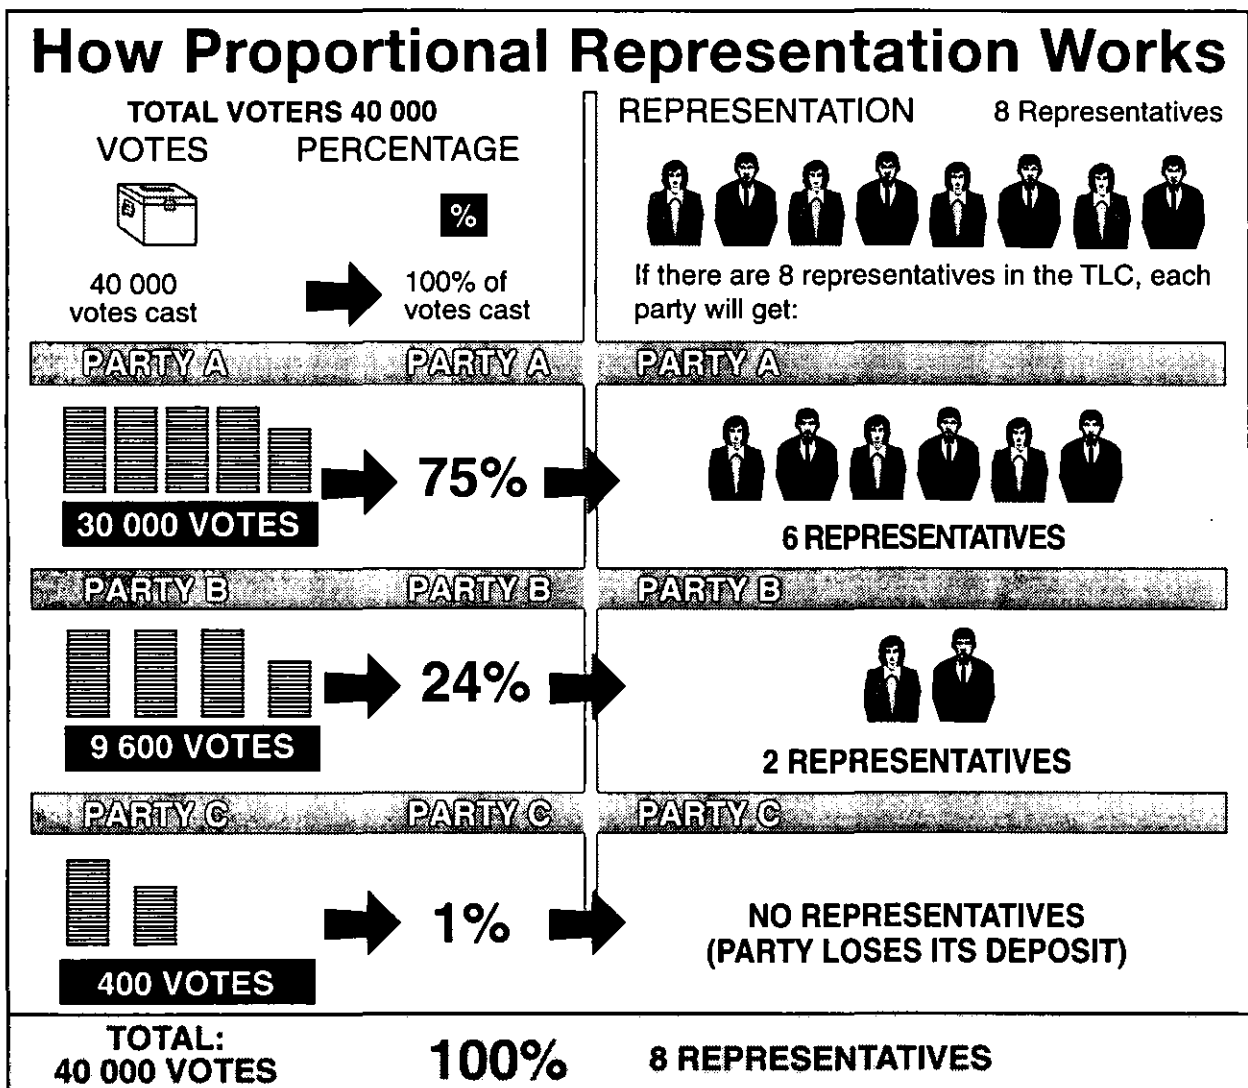 How Proportional Representation Works
TOTAL VOTERS 40 000
VOTES PERCENTAGE
%
40 000
votes cast
100% of
votes cast
REPRESENTATION 8 Representatives
If there are 8 representatives in the TLC, each
party will get:
PARTY A PARTY A PARTY A
30 000 VOTES
75%
6 REPRESENTATIVES
PARTY B PARTY B PARTY B
9 600 VOTES
24%
2 REPRESENTATIVES
PARTY C PARTY C PARTY C
400 VOTES
1%
NO REPRESENTATIVES
(PARTY LOSES ITS DEPOSIT)
TOTAL:
40 000 VOTES
100%
8 REPRESENTATIVES